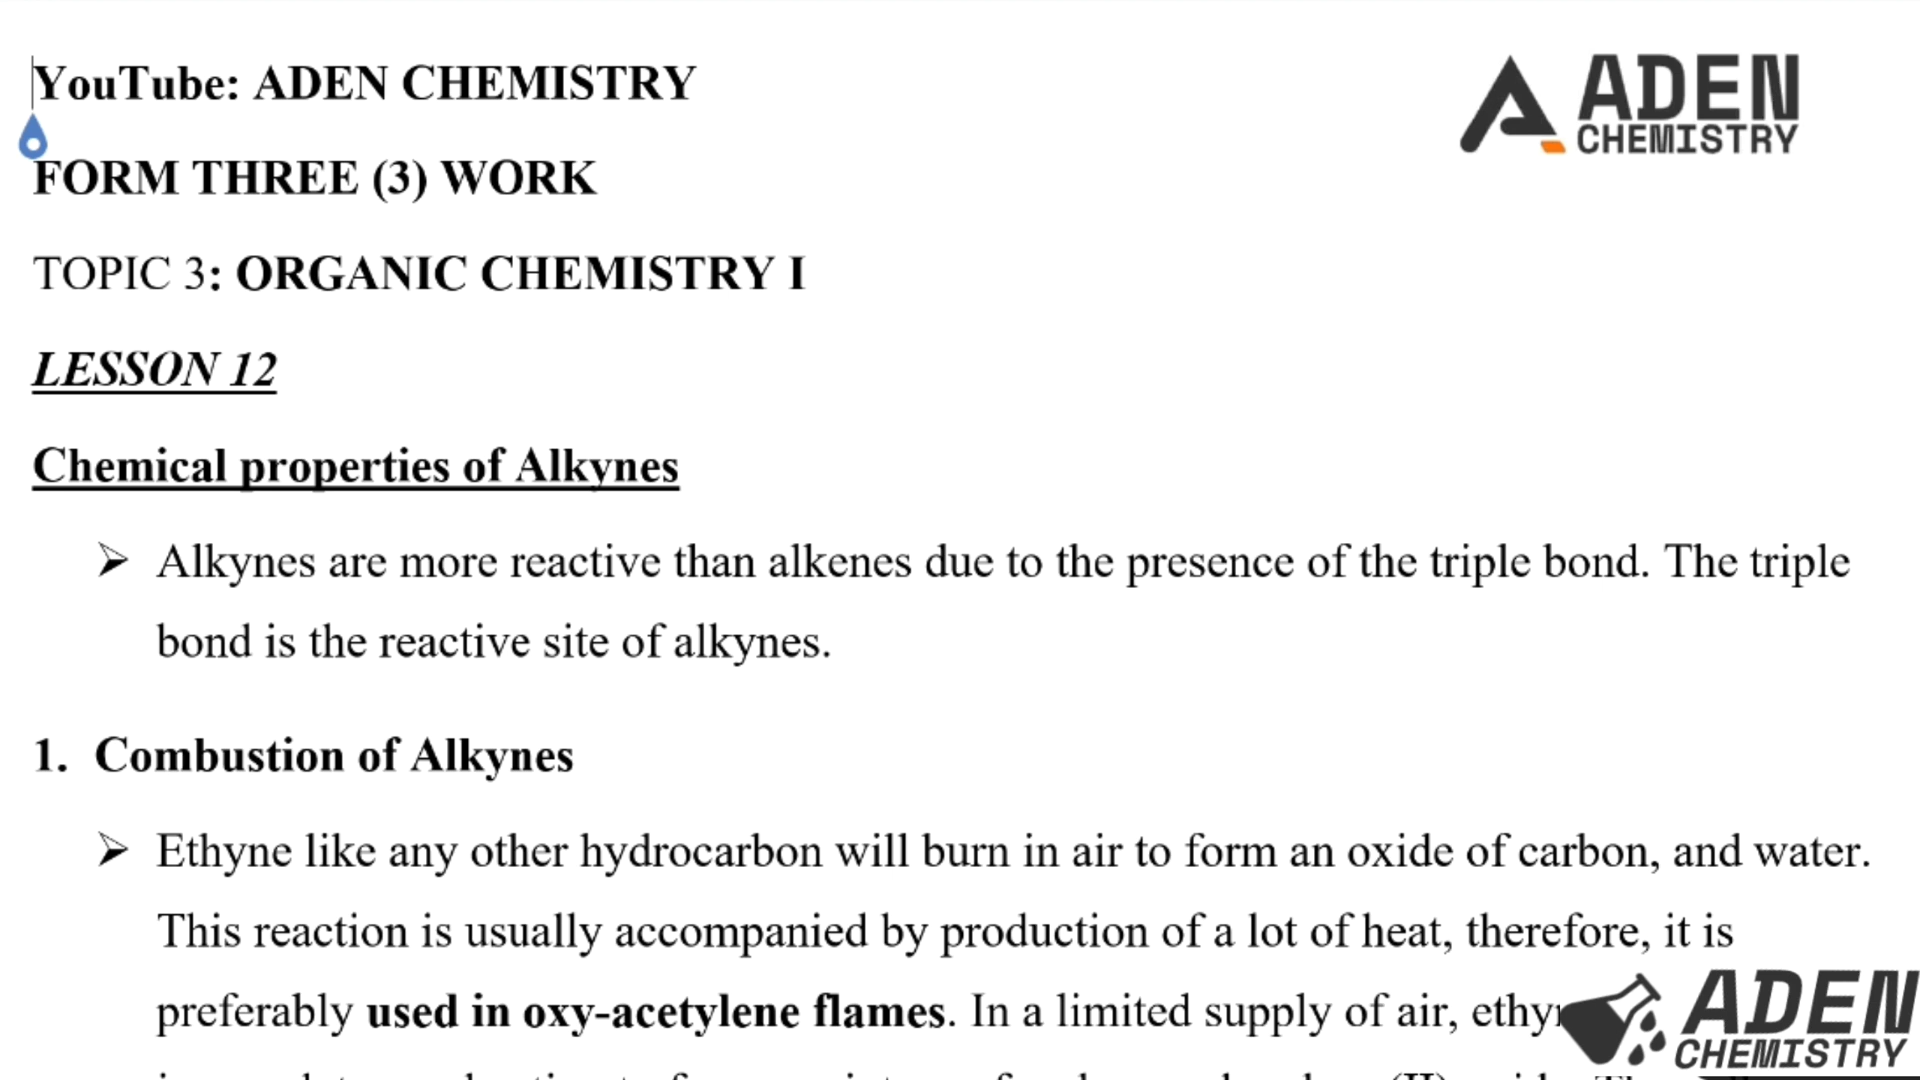 YouTube: ADEN CHEMISTRY
ADEN
CHEMISTRY
FORM THREE (3) WORK
TOPIC 3: ORGANIC CHEMISTRY I
LESSON 12
Chemical properties of Alkynes
➢ Alkynes are more reactive than alkenes due to the presence of the triple
bond is the reactive site of alkynes.
1. Combustion of Alkynes
➢ Ethyne like any other hydrocarbon will burn in air to form an oxide of carbon, and water.
This reaction is usually accompanied by production of a lot of heat, therefore, it is
preferably used in oxy-acetylene flames. In a limited supply of air,
ADEN
CHEMISTRY